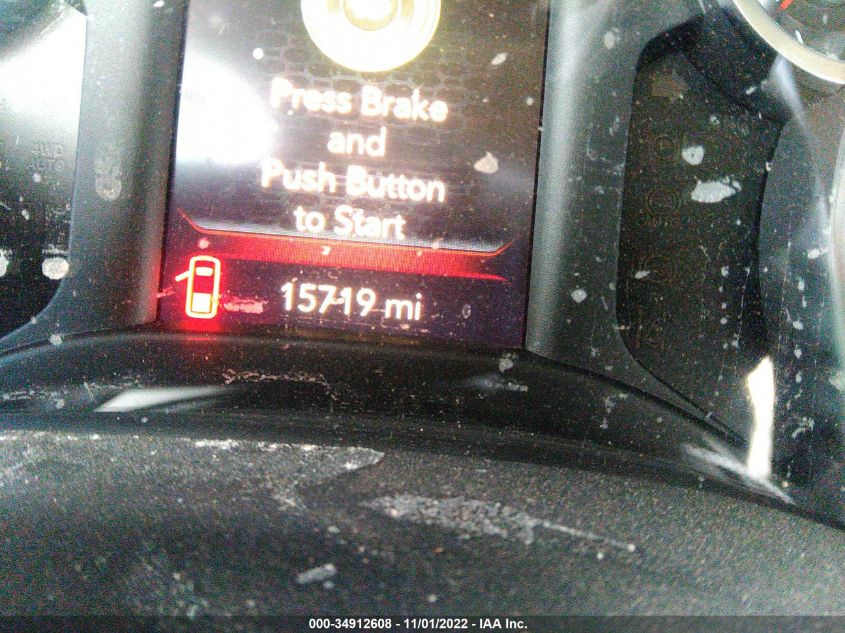 Press Brake
and
Push Button
to Start
15719 mi
000-34912608 - 11/01/2022 - IAA Inc.